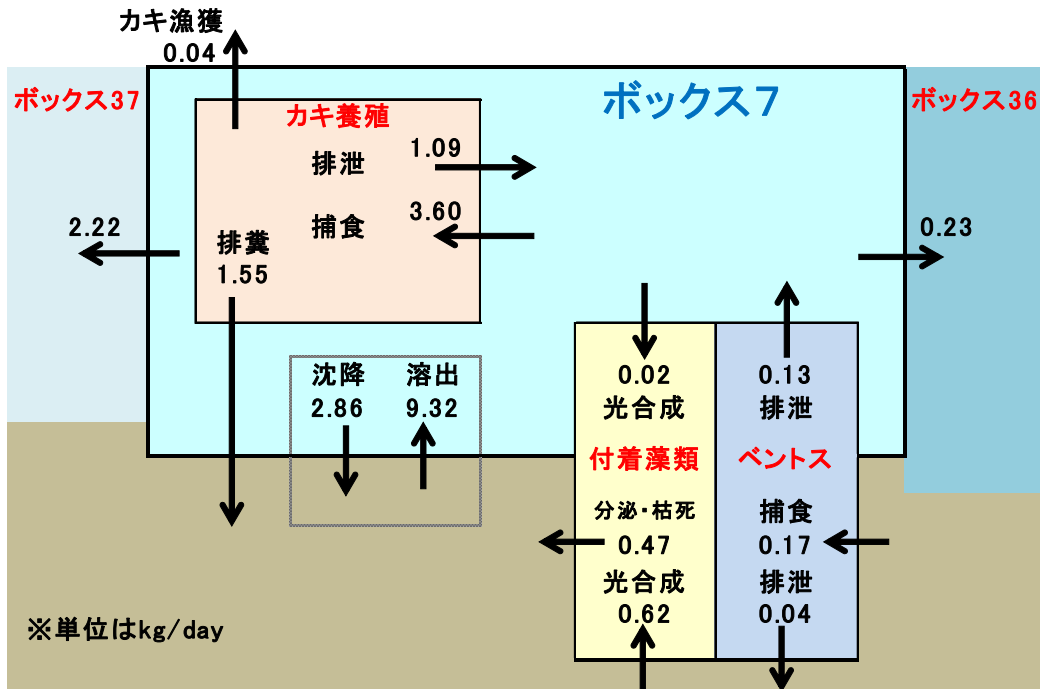 カキ漁獲
0.04
ボックス37
ボックス7
ボックス36
カキ養殖
排泄
1.09
捕食
3.60
排糞
1.55
2.22
0.23
沈降
2.86
溶出
9.32
0.02
光合成
付着藻類
分泌・枯死
0.47
光合成
0.62
0.13
排泄
ベントス
捕食
0.17
排泄
0.04
※単位はkg/day